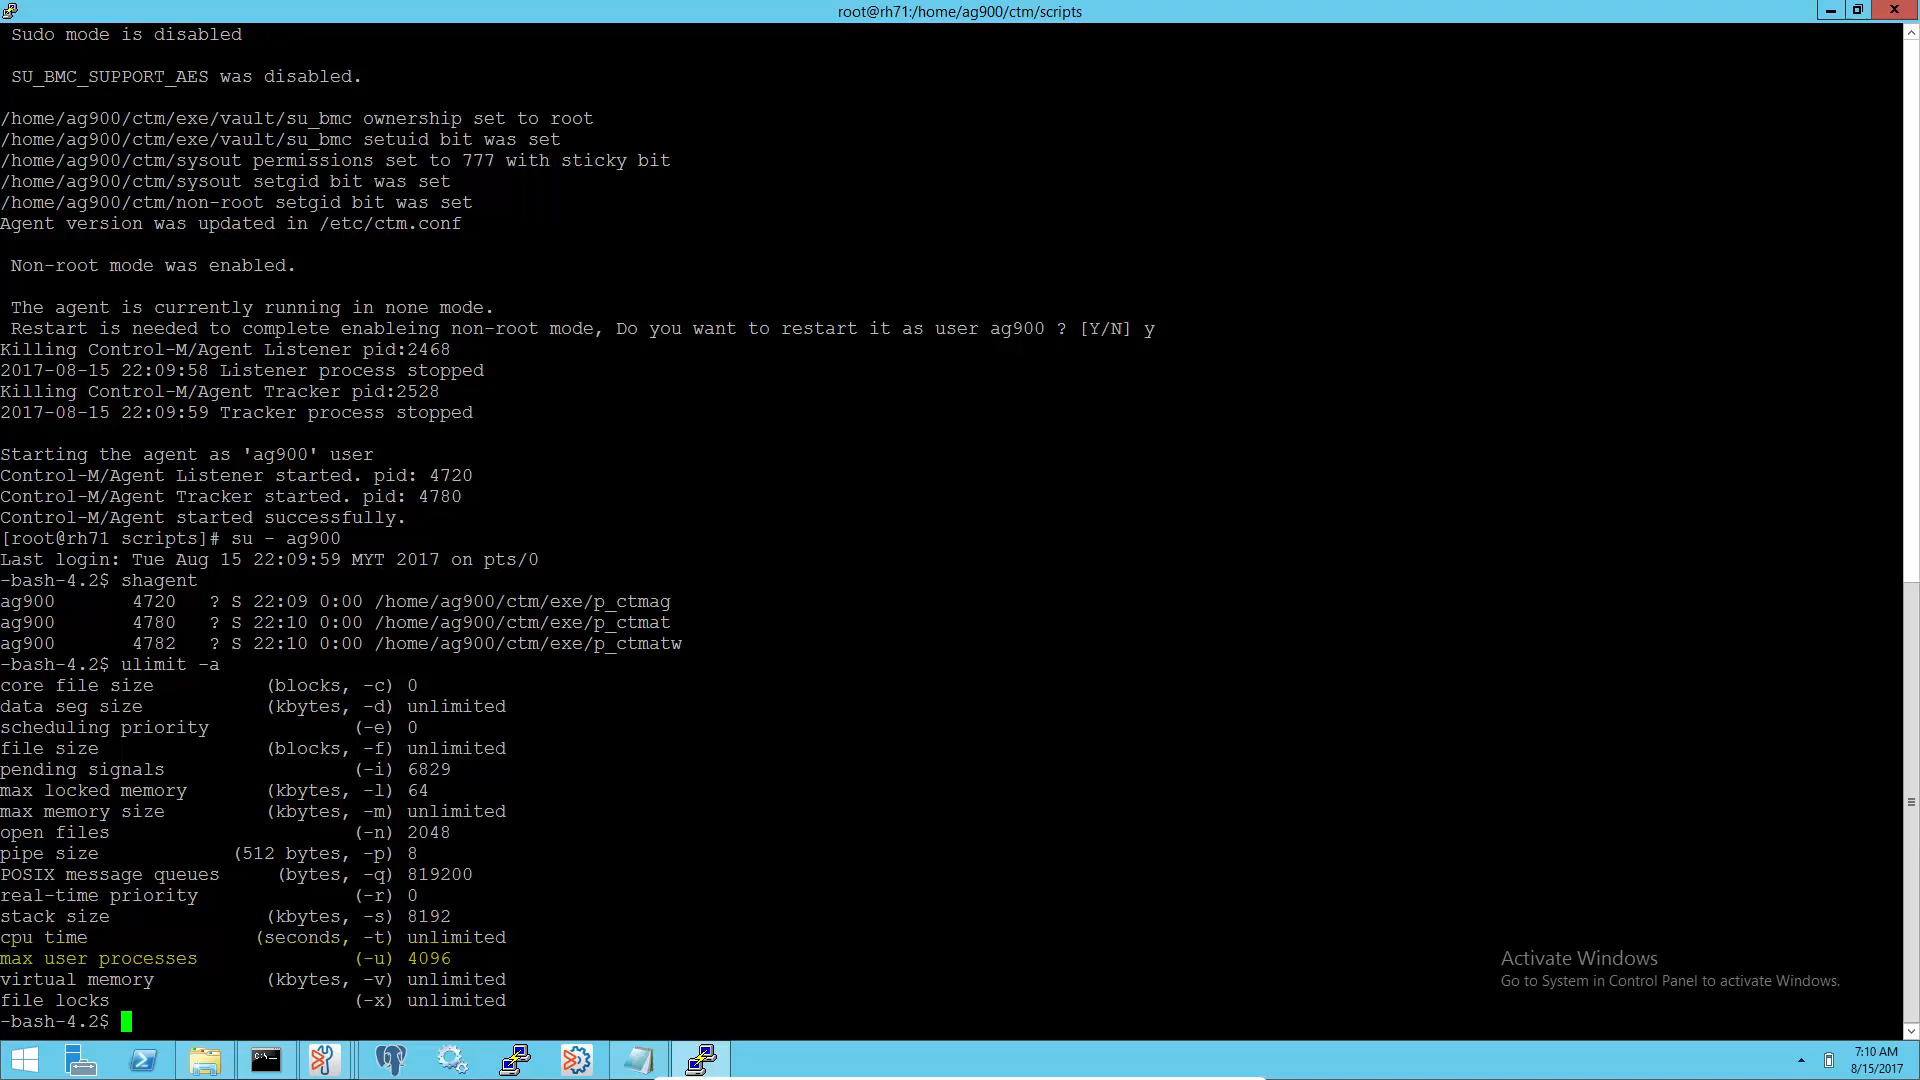 root@rh71:/home/ag900/ctm/scripts
Sudo mode is disabled
SU_BMC_SUPPORT_AES was disabled.
/home/ag900/ctm/exe/vault/su_bmc ownership set to root
/home/ag900/ctm/exe/vault/su_bmc setuid bit was set
/home/ag900/ctm/sysout permissions set to 777 with sticky bit
/home/ag900/ctm/sysout setgid bit was set
/home/ag900/ctm/non-root setgid bit was set
Agent version was updated in /etc/ctm.conf
Non-root mode was enabled.
The agent is currently running in none mode.
Restart is needed to complete enableing non-root mode, Do you want to restart it as user ag900 ? [Y/N] y
Killing Control-M/Agent Listener pid:2468
2017-08-15 22:09:58 Listener process stopped
Killing Control-M/Agent Tracker pid:2528
2017-08-15 22:09:59 Tracker process stopped
Starting the agent as 'ag900' user
Control-M/Agent Listener started. pid: 4720
Control-M/Agent Tracker started. pid: 4780
Control-M/Agent started successfully.
[root@rh71 scripts]# su - ag900
Last login: Tue Aug 15 22:09:59 MYT 2017 on pts/0
-bash-4.2$ shagent
ag900       4720   ? S 22:09 0:00 /home/ag900/ctm/exe/p_ctmag
ag900       4780   ? S 22:10 0:00 /home/ag900/ctm/exe/p_ctmat
ag900       4782   ? S 22:10 0:00 /home/ag900/ctm/exe/p_ctmatw
-bash-4.2$ ulimit -a
core file size          (blocks, -c) 0
data seg size           (kbytes, -d) unlimited
scheduling priority             (-e) 0
file size               (blocks, -f) unlimited
pending signals                 (-i) 6829
max locked memory       (kbytes, -l) 64
max memory size         (kbytes, -m) unlimited
open files                      (-n) 2048
pipe size            (512 bytes, -p) 8
POSIX message queues     (bytes, -q) 819200
real-time priority              (-r) 0
stack size              (kbytes, -s) 8192
cpu time               (seconds, -t) unlimited
max user processes              (-u) 4096
virtual memory          (kbytes, -v) unlimited
file locks                      (-x) unlimited
-bash-4.2$
Activate Windows
Go to System in Control Panel to activate Windows.
C:\
7:10 AM
8/15/2017